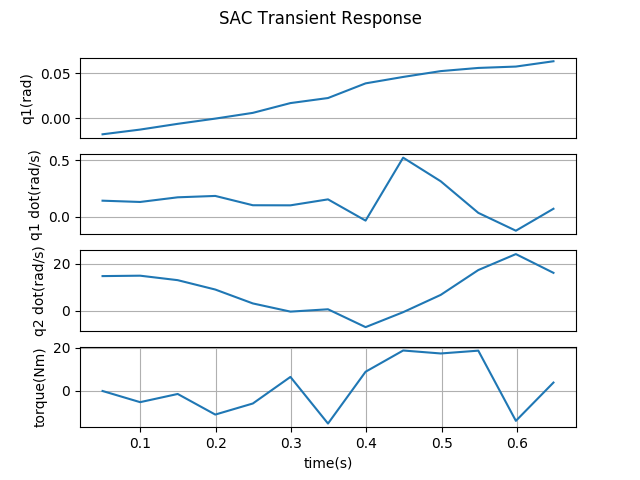 SAC Transient Response
q1(rad)
0.05
0.00
q1 dot(rad/s)
0.5
0.0
q2 dot(rad/s)
20
0
torque(Nm)
20
0
0.1 0.2 0.3 0.4 0.5 0.6
time(s)